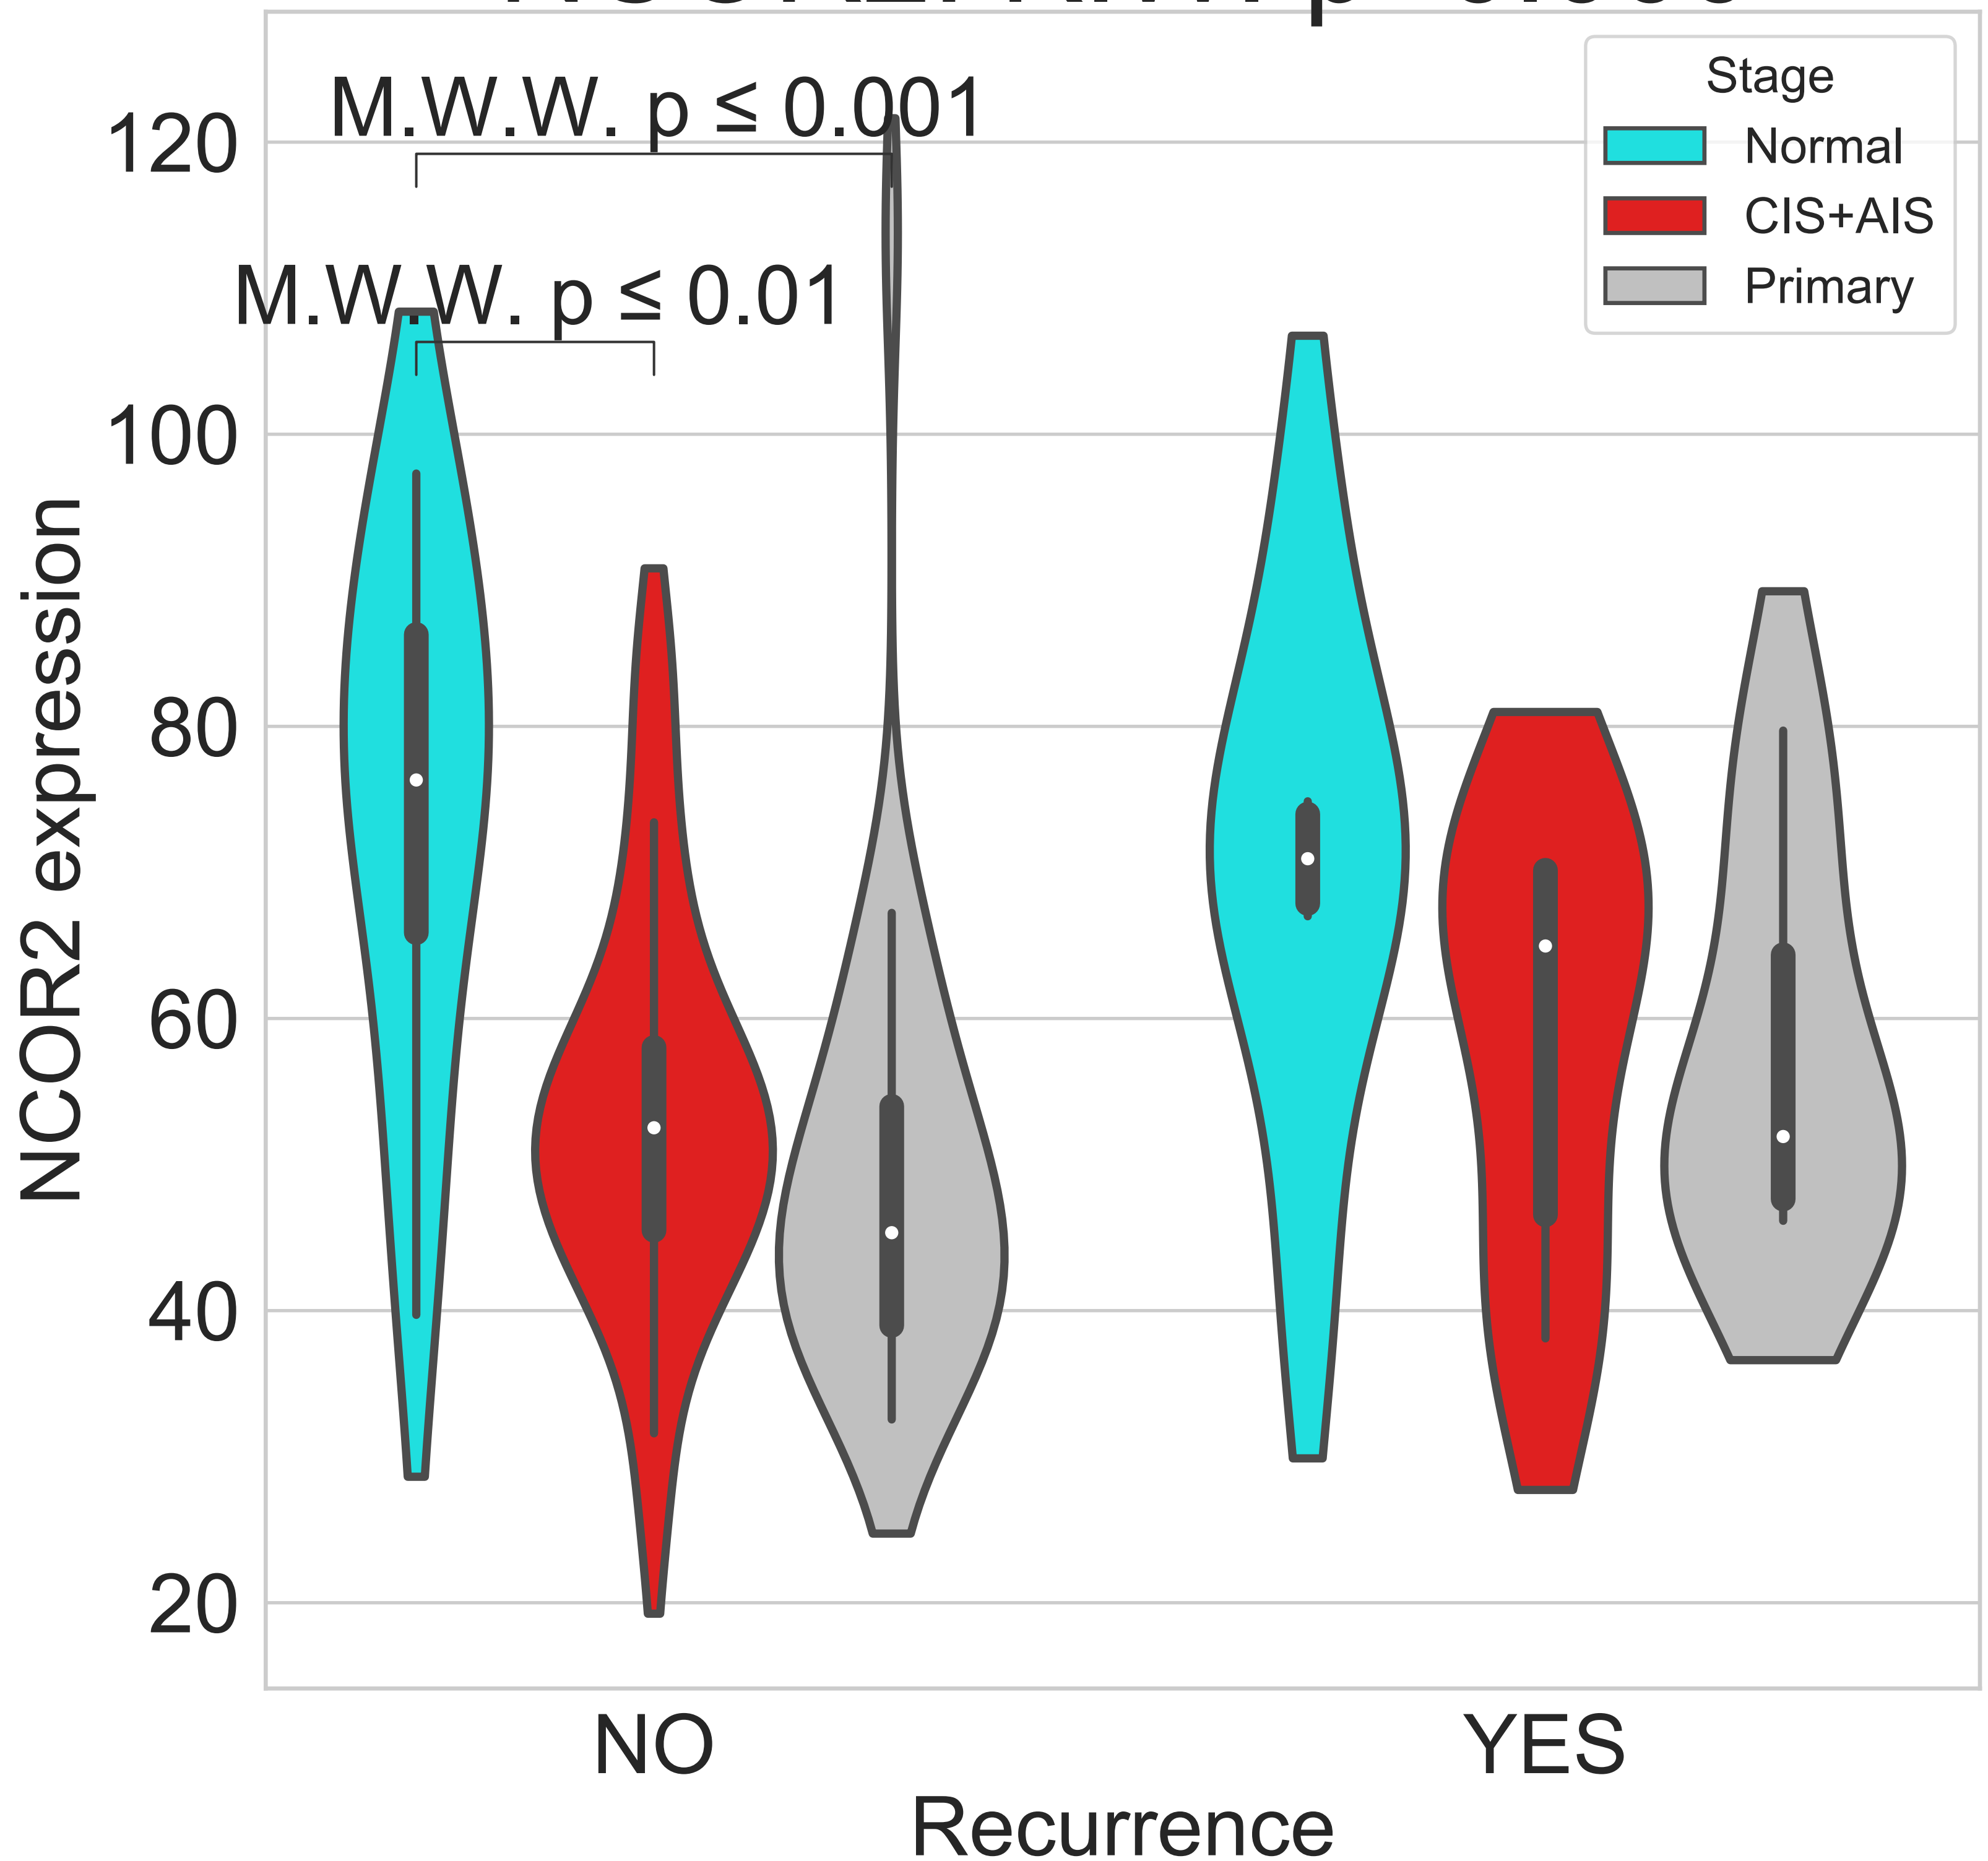 M.W.W. p ≤ 0.001
M.W.W. p ≤ 0.01
Stage
Normal
CIS+AIS
Primary
120
100
80
60
40
20
NCOR2 expression
NO
YES
Recurrence